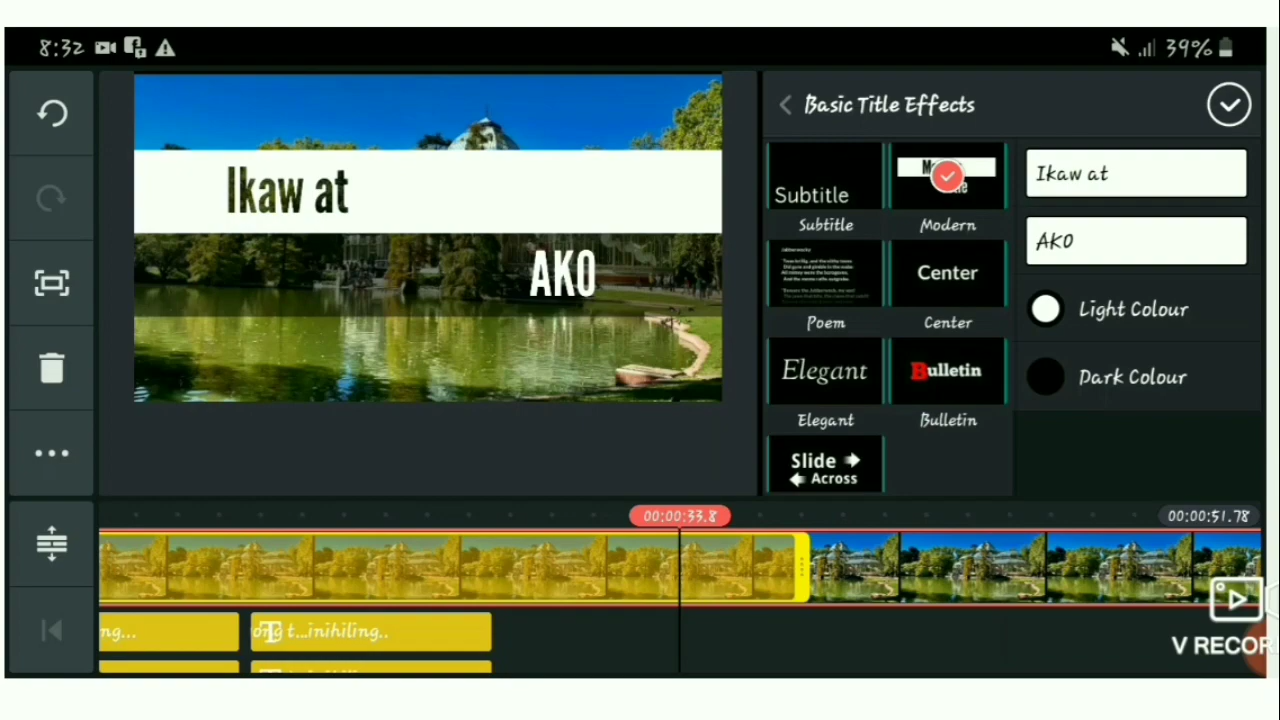 8:32
39%
Basic Title Effects
Ikaw at
AKO
Subtitle
Subtitle
Modern
Poem
Center
Center
Elegant
Elegant
Bulletin
Bulletin
Slide
Across
Ikaw at
AKO
Light Colour
Dark Colour
00:00:33.8
00:00:51.78
ng...
ong t...inihiling..
V RECOR